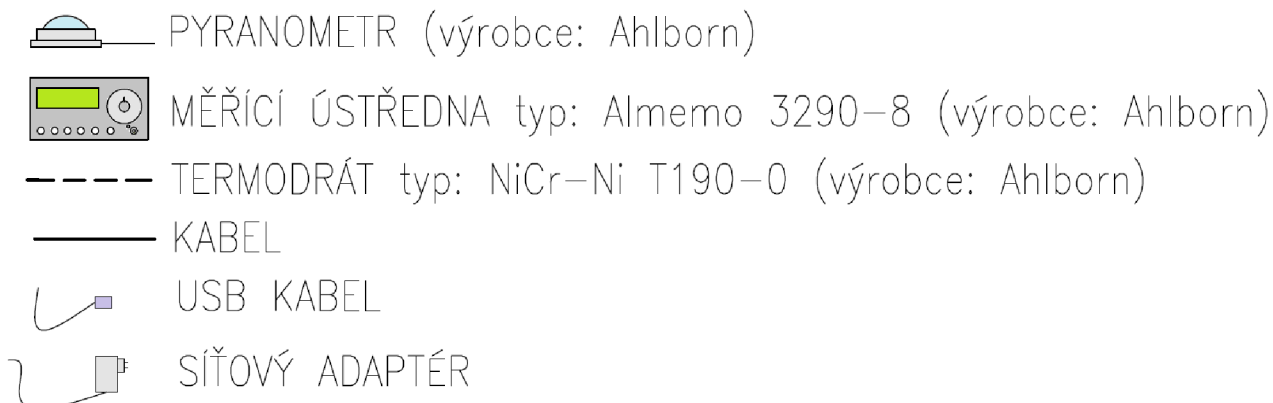 PYRANOMETR (výrobce: Ahlborn)
MĚŘÍCÍ ÚSTŘEDNA typ: Almemo 3290-8 (výrobce: Ahlborn)
TERMODRÁT typ: NiCr-Ni T190-0 (výrobce: Ahlborn)
KABEL
USB KABEL
SÍŤOVÝ ADAPTÉR